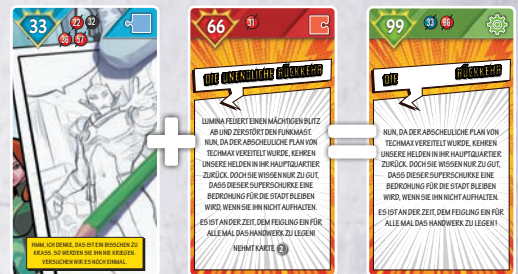 33
22
32
36
57
HMM, ICH DENKE, DAS IST EIN BISSCHEN ZU
KRASS. SO WERDEN SIE IHN NIE KRIEGEN.
VERSUCHEN WIR ES NOCH EINMAL.
+
66
31
DIE UNENDLICHE RÜCKKEHR
LUMINA FEUERT EINEN MÄCHTIGEN BLITZ
AB UND ZERSTÖRT DEN FUNKMAST.
NUN, DA DER ABSCHEULICHE PLAN VON
TECHMAX VEREITELT WURDE, KEHREN
UNSERE HELDEN IN IHR HAUPTQUARTIER
ZURÜCK. DOCH SIE WISSEN NUR ZU GUT,
DASS DIESER SUPERSCHURKE EINE
BEDROHUNG FÜR DIE STADT BLEIBEN
WIRD, WENN SIE IHN NICHT AUFHALTEN.
ES IST AN DER ZEIT, DEM FEIGLING EIN FÜR
ALLE MAL DAS HANDWERK ZU LEGEN!
NEHMT KARTE 2
=
99
33
66
DIE RÜCKKEHR
NUN, DA DER ABSCHEULICHE PLAN VON
TECHMAX VEREITELT WURDE, KEHREN
UNSERE HELDEN IN IHR HAUPTQUARTIER
ZURÜCK. DOCH SIE WISSEN NUR ZU GUT,
DASS DIESER SUPERSCHURKE EINE
BEDROHUNG FÜR DIE STADT BLEIBEN
WIRD, WENN SIE IHN NICHT AUFHALTEN.
ES IST AN DER ZEIT, DEM FEIGLING EIN FÜR
ALLE MAL DAS HANDWERK ZU LEGEN!